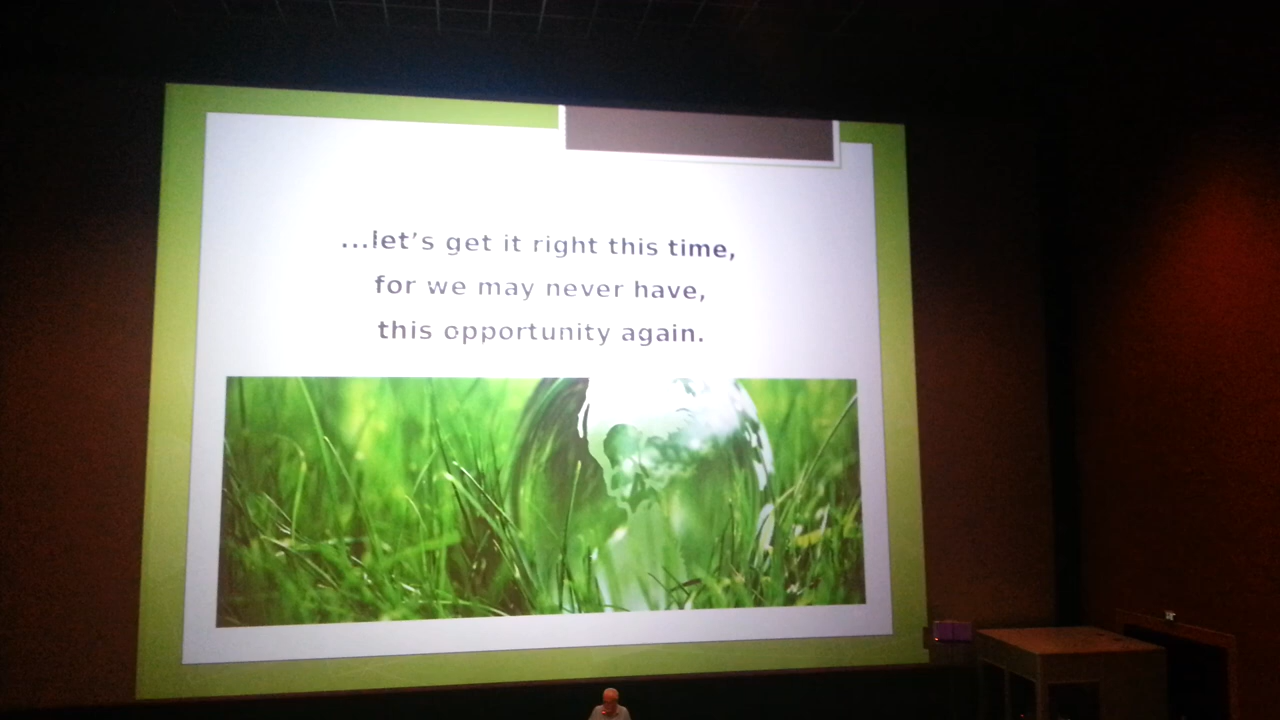 ...let's get it right this time,
for we may never have,
this opportunity again.